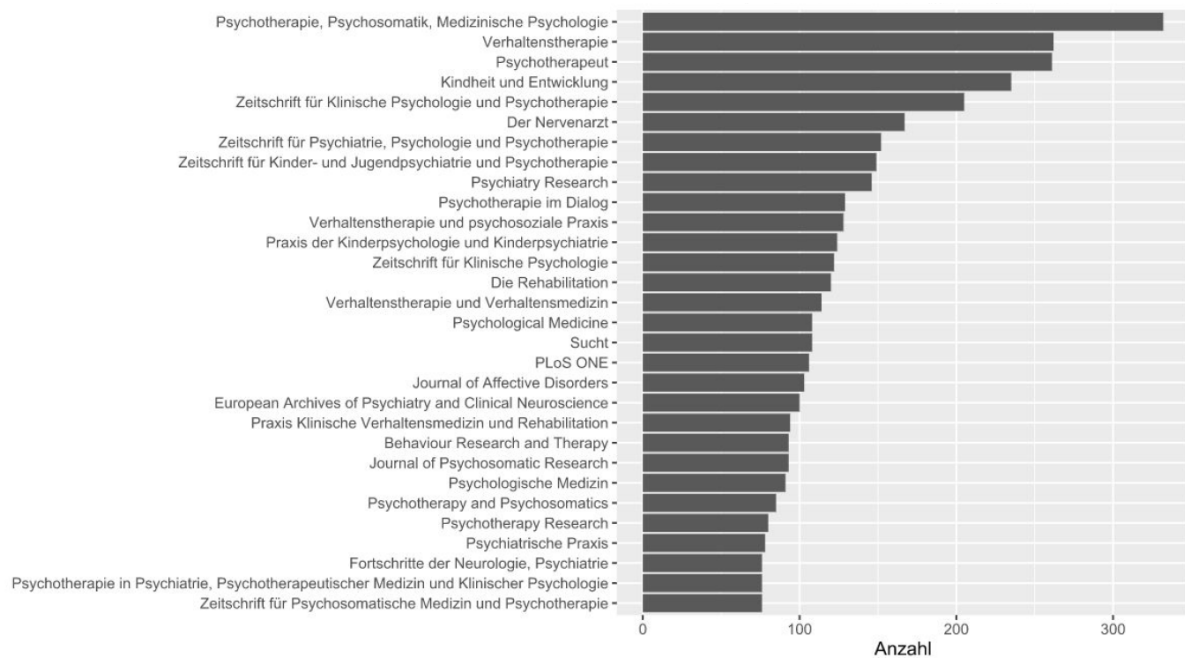 Psychotherapie, Psychosomatik, Medizinische Psychologie
Verhaltenstherapie
Psychotherapeut
Kindheit und Entwicklung
Zeitschrift für Klinische Psychologie und Psychotherapie
Der Nervenarzt
Zeitschrift für Psychiatrie, Psychologie und Psychotherapie
Zeitschrift für Kinder- und Jugendpsychiatrie und Psychotherapie
Psychiatry Research
Psychotherapie im Dialog
Verhaltenstherapie und psychosoziale Praxis
Praxis der Kinderpsychologie und Kinderpsychiatrie
Zeitschrift für Klinische Psychologie
Die Rehabilitation
Verhaltenstherapie und Verhaltensmedizin
Psychological Medicine
Sucht
PLoS ONE
Journal of Affective Disorders
European Archives of Psychiatry and Clinical Neuroscience
Praxis Klinische Verhaltensmedizin und Rehabilitation
Behaviour Research and Therapy
Journal of Psychosomatic Research
Psychologische Medizin
Psychotherapy and Psychosomatics
Psychotherapy Research
Psychiatrische Praxis
Fortschritte der Neurologie, Psychiatrie
Psychotherapie in Psychiatrie, Psychotherapeutischer Medizin und Klinischer Psychologie
Zeitschrift für Psychosomatische Medizin und Psychotherapie
0 100 200 300
Anzahl